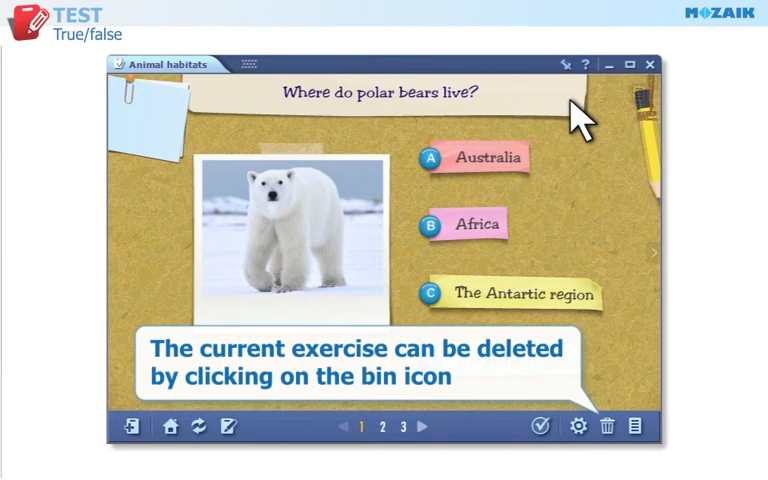 TEST
True/false
MOZAIK
Animal habitats
?
Where do polar bears live?
A Australia
B Africa
C The Antartic region
The current exercise can be deleted
by clicking on the bin icon
1 2 3